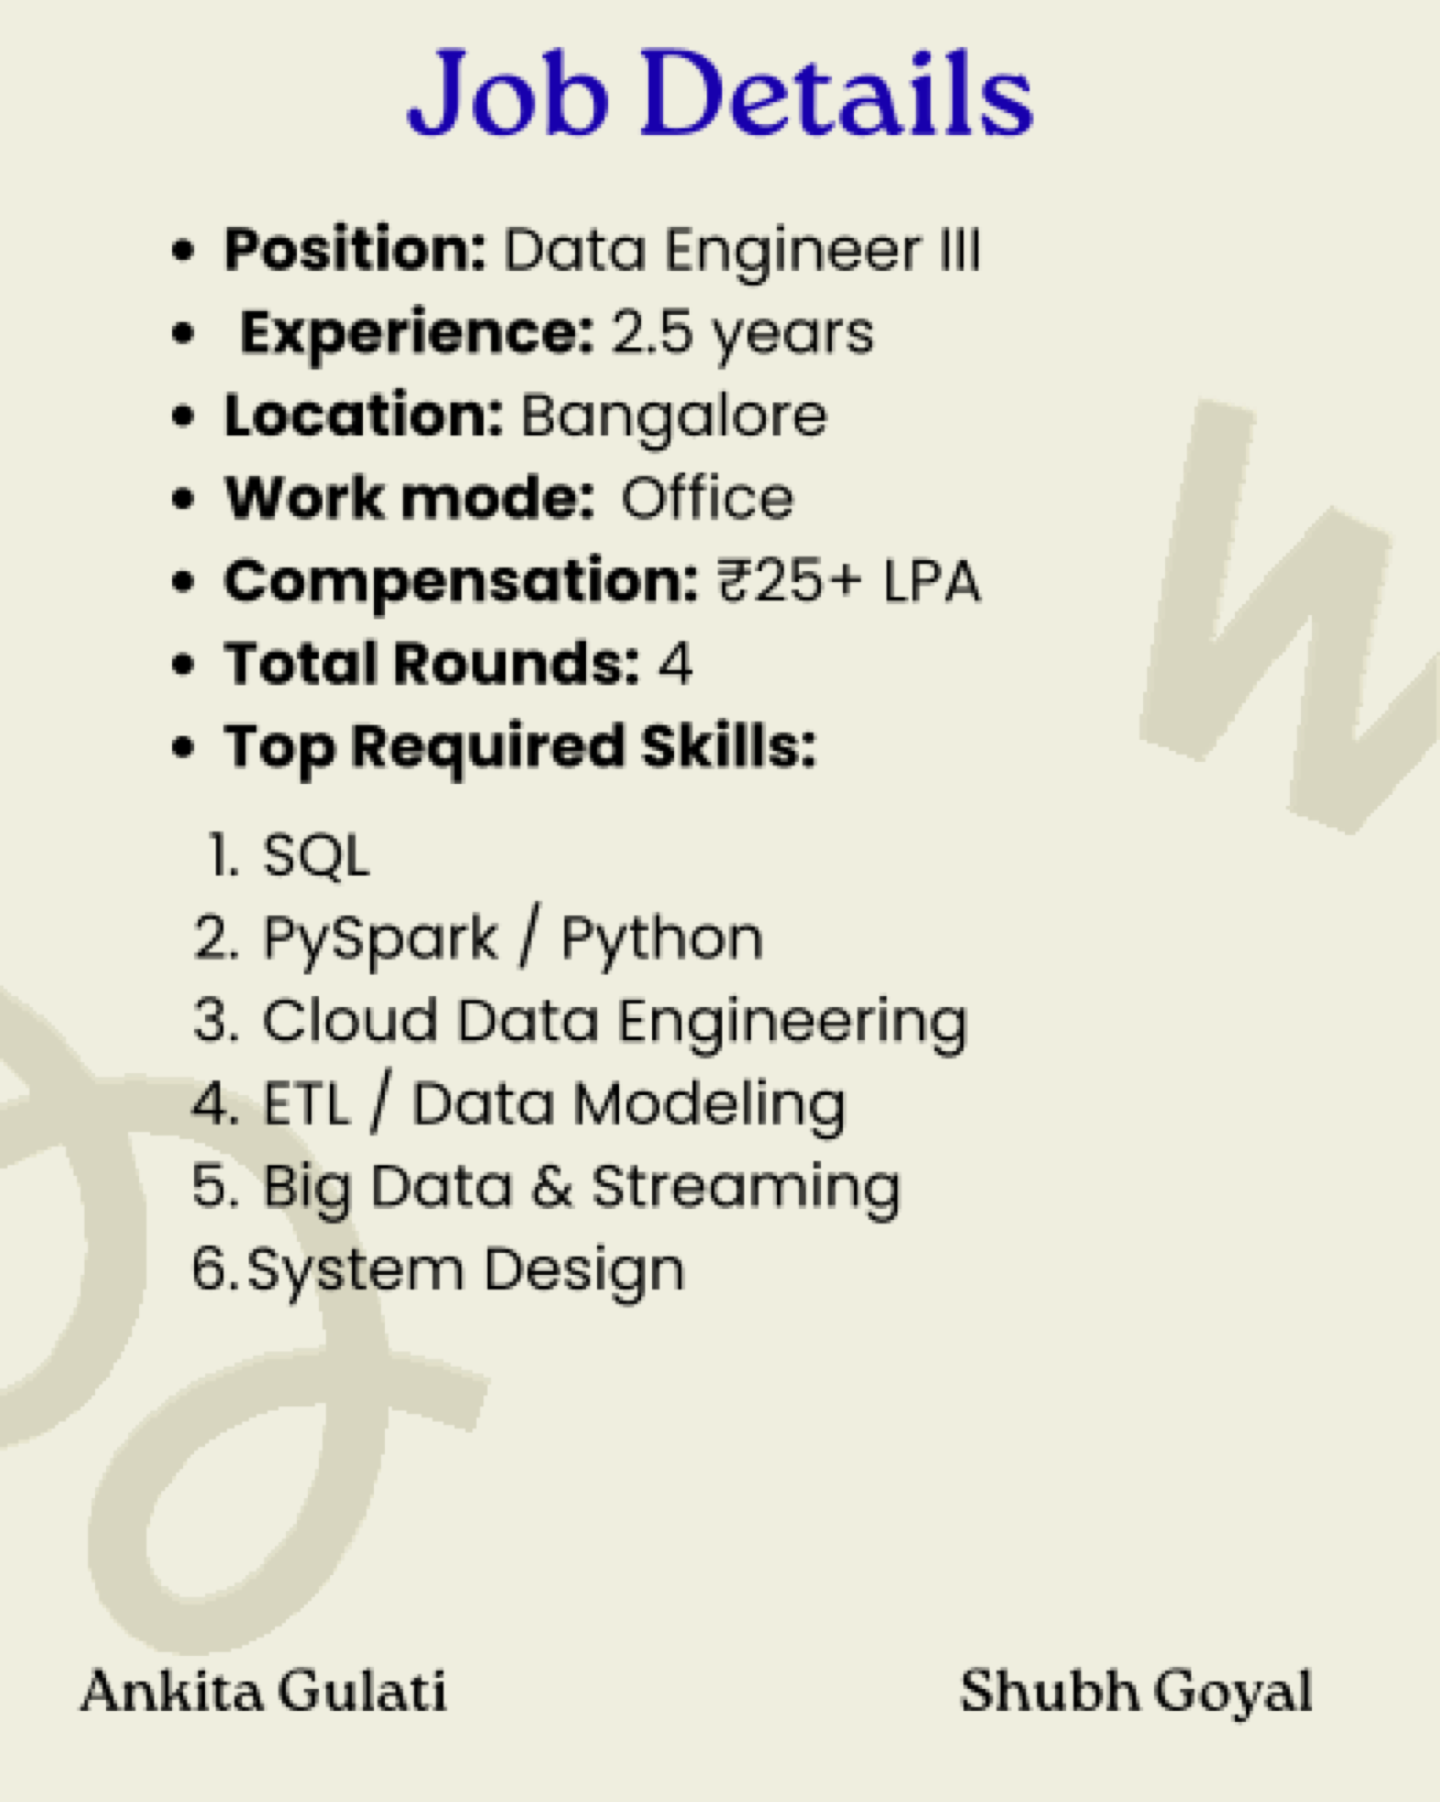 Job Details
• Position: Data Engineer III
• Experience: 2.5 years
• Location: Bangalore
• Work mode: Office
• Compensation: ₹25+ LPA
• Total Rounds: 4
• Top Required Skills:
1. SQL
2. PySpark / Python
3. Cloud Data Engineering
4. ETL / Data Modeling
5. Big Data & Streaming
6.System Design
Ankita Gulati
Shubh Goyal